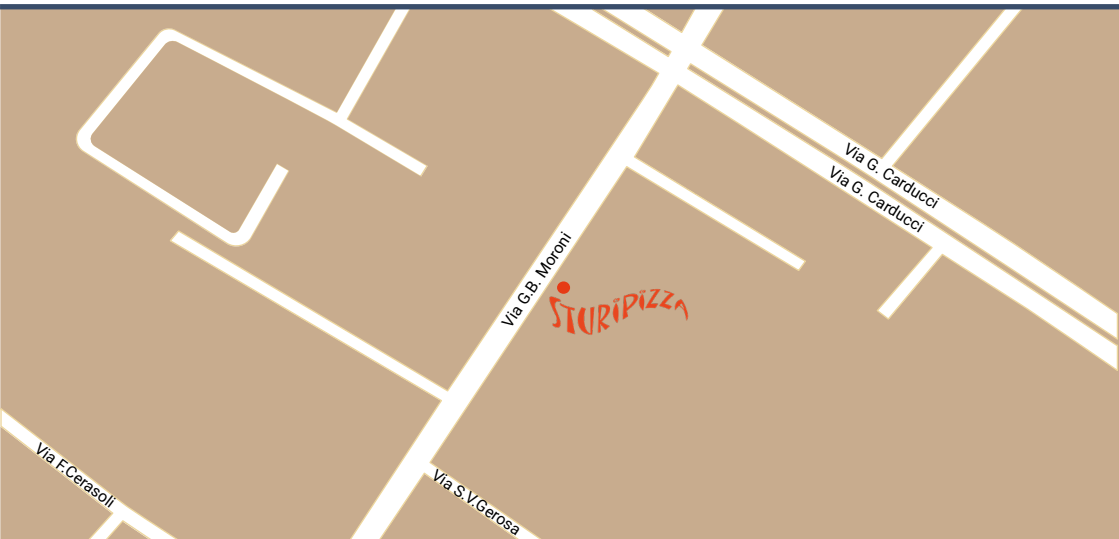 Via G. Carducci
Via G. Carducci
Via G.B. Moroni
STURiPiZZA
Via F.Cerasoli
Via S.V.Gerosa